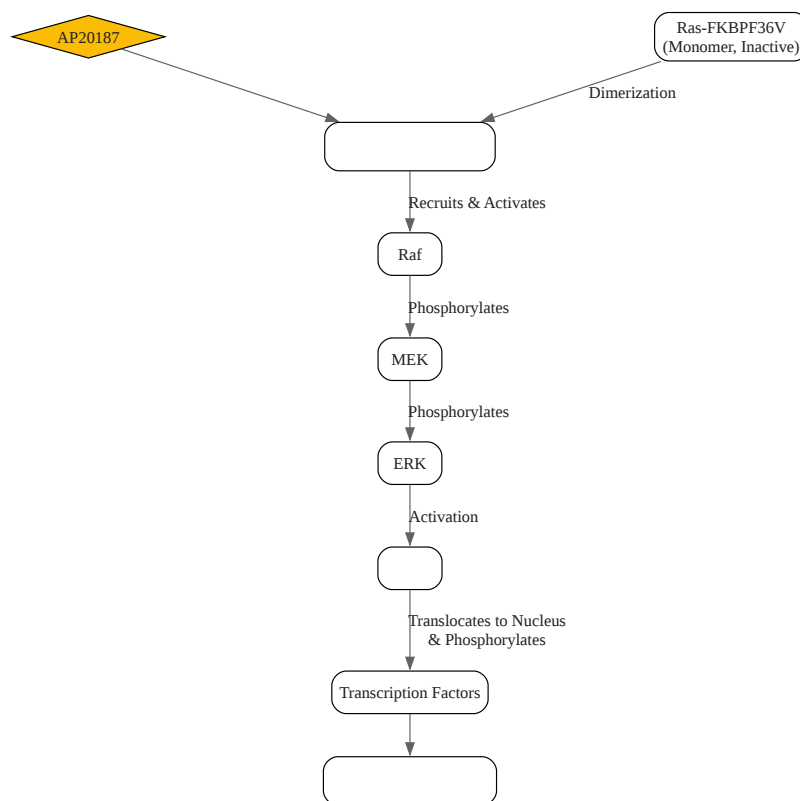 AP20187
Ras-FKBPF36V
(Monomer, Inactive)
Dimerization
Recruits & Activates
Raf
Phosphorylates
MEK
Phosphorylates
ERK
Activation
Translocates to Nucleus
& Phosphorylates
Transcription Factors